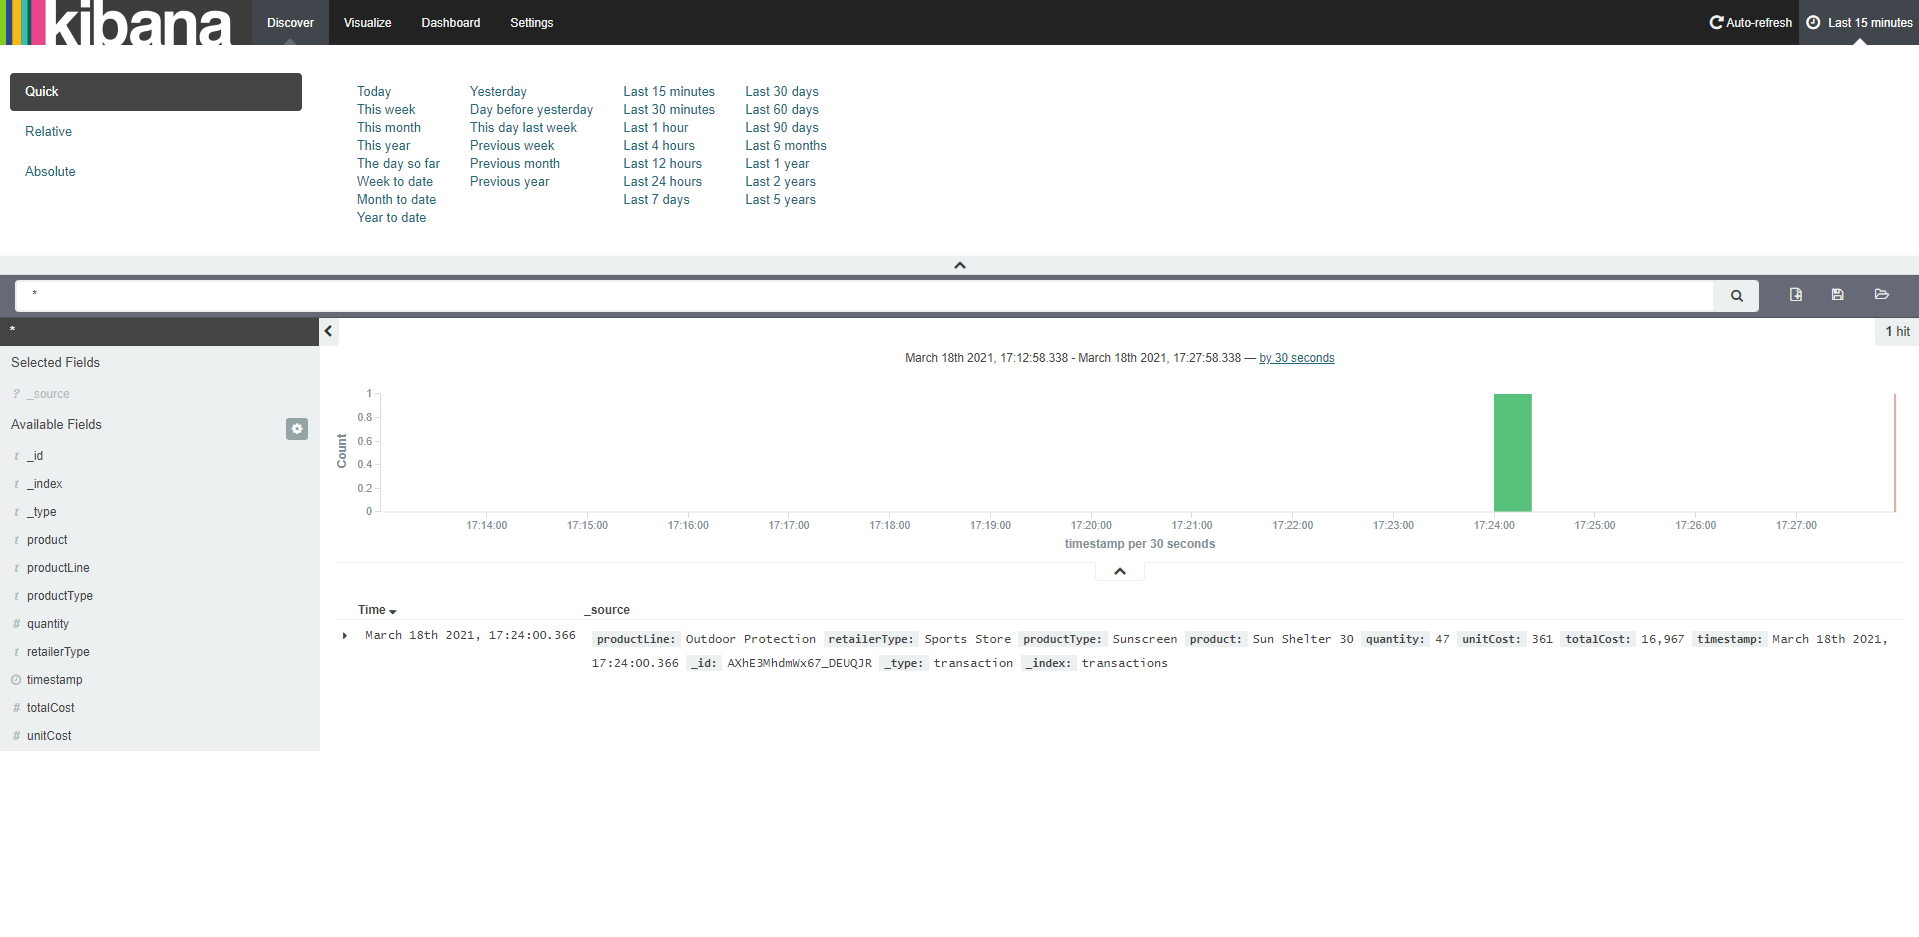 kibana Discover Visualize Dashboard Settings Auto-refresh Last 15 minutes
Quick
Relative
Absolute
Today
This week
This month
This year
The day so far
Week to date
Month to date
Year to date
Yesterday
Day before yesterday
This day last week
Previous week
Previous month
Previous year
Last 15 minutes
Last 30 minutes
Last 1 hour
Last 4 hours
Last 12 hours
Last 24 hours
Last 7 days
Last 30 days
Last 60 days
Last 90 days
Last 6 months
Last 1 year
Last 2 years
Last 5 years
*
*
Selected Fields
? _source
Available Fields
t _id
t _index
t _type
t product
t productLine
t productType
# quantity
t retailerType
timestamp
# totalCost
# unitCost
1 hit
March 18th 2021, 17:12:58.338 - March 18th 2021, 17:27:58.338 — by 30 seconds
Count
1
0.8
0.6
0.4
0.2
0
17:14:00 17:15:00 17:16:00 17:17:00 17:18:00 17:19:00 17:20:00 17:21:00 17:22:00 17:23:00 17:24:00 17:25:00 17:26:00 17:27:00
timestamp per 30 seconds
Time _source
March 18th 2021, 17:24:00.366 productLine: Outdoor Protection retailerType: Sports Store productType: Sunscreen product: Sun Shelter 30 quantity: 47 unitCost: 361 totalCost: 16,967 timestamp: March 18th 2021,
17:24:00.366 _id: AXhE3MhdmWx67_DEUQJR _type: transaction _index: transactions